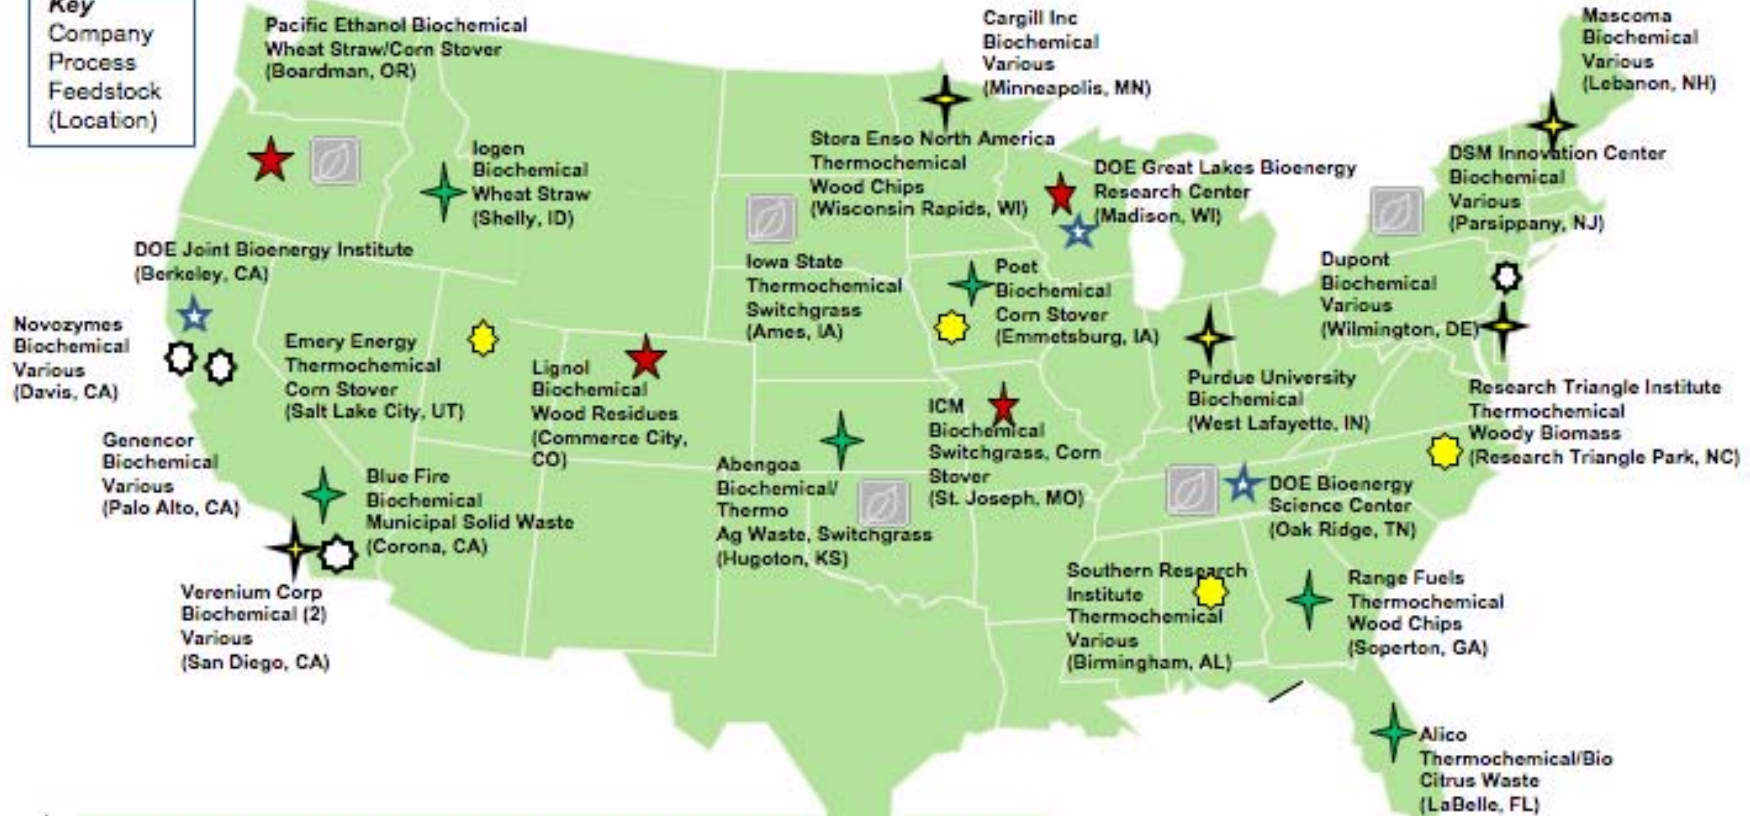 Key
Company
Process
Feedstock
(Location)
Pacific Ethanol Biochemical
Wheat Straw/Corn Stover
(Boardman, OR)
Cargill Inc
Biochemical
Various
(Minneapolis, MN)
Mascoma
Biochemical
Various
(Lebanon, NH)
Iogen
Biochemical
Wheat Straw
(Shelly, ID)
Stora Enso North America
Thermochemical
Wood Chips
(Wisconsin Rapids, WI)
DOE Great Lakes Bioenergy
Research Center
(Madison, WI)
DSM Innovation Center
Biochemical
Various
(Parsippany, NJ)
DOE Joint Bioenergy Institute
(Berkeley, CA)
Iowa State
Thermochemical
Switchgrass
(Ames, IA)
Poet
Biochemical
Corn Stover
(Emmetsburg, IA)
Dupont
Biochemical
Various
(Wilmington, DE)
Novozymes
Biochemical
Various
(Davis, CA)
Emery Energy
Thermochemical
Corn Stover
(Salt Lake City, UT)
Lignol
Biochemical
Wood Residues
(Commerce City,
CO)
ICM
Biochemical
Switchgrass, Corn
Stover
(St. Joseph, MO)
Purdue University
Biochemical
(West Lafayette, IN)
Research Triangle Institute
Thermochemical
Woody Biomass
(Research Triangle Park, NC)
Genencor
Biochemical
Various
(Palo Alto, CA)
Blue Fire
Biochemical
Municipal Solid Waste
(Corona, CA)
Abengoa
Biochemical/
Thermo
Ag Waste, Switchgrass
(Hugoton, KS)
DOE Bioenergy
Science Center
(Oak Ridge, TN)
Verenium Corp
Biochemical (2)
Various
(San Diego, CA)
Southern Research
Institute
Thermochemical
Various
(Birmingham, AL)
Range Fuels
Thermochemical
Wood Chips
(Soperton, GA)
Alico
Thermochemical/Bio
Citrus Waste
(LaBelle, FL)